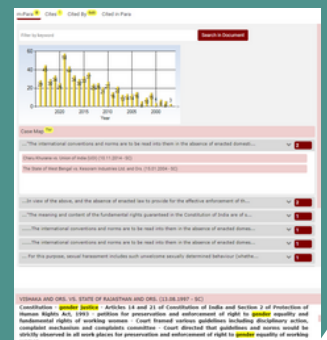 In-Para Cites Cited By Cited in Para
Filter by Keyword Search in Document
60
40
20
0
2020 2015 2010 2005 2000
Year
Case Map
..."The international conventions and norms are to be read into them in the absence of enacted domest... 2
Charu Khurana vs. Union of India (UOI) (10.11.2014 - SC)
The State of West Bengal vs. Associated Industries Ltd. and Ors.
...In view of the above, and the absence of enacted law to provide for the effective enforcement of th...
..."The meaning and content of the fundamental rights guaranteed in the Constitution of India are of s... 1
......The international conventions and norms are to be read into them in the absence of enacted domes... 1
......The international conventions and norms are to be read into them in the absence of enacted domes... 1
... For this purpose, sexual harassment includes such unwelcome sexually determined behaviour (whethe... 1
VISHAKA AND ORS. VS. STATE OF RAJASTHAN AND ORS. (13.08.1997 - SC)
Constitution - gender justice - Articles 14 and 21 of Constitution of India and Section 2 of Protection of
Human Rights Act, 1993 - petition for preservation and enforcement of right to gender equality and
fundamental rights of working women - Court framed various guidelines including disciplinary action,
complaint mechanism and complaints committee - Court directed that guidelines and norms would be
strictly observed in all work places for preservation and enforcement of right to gender equality of working